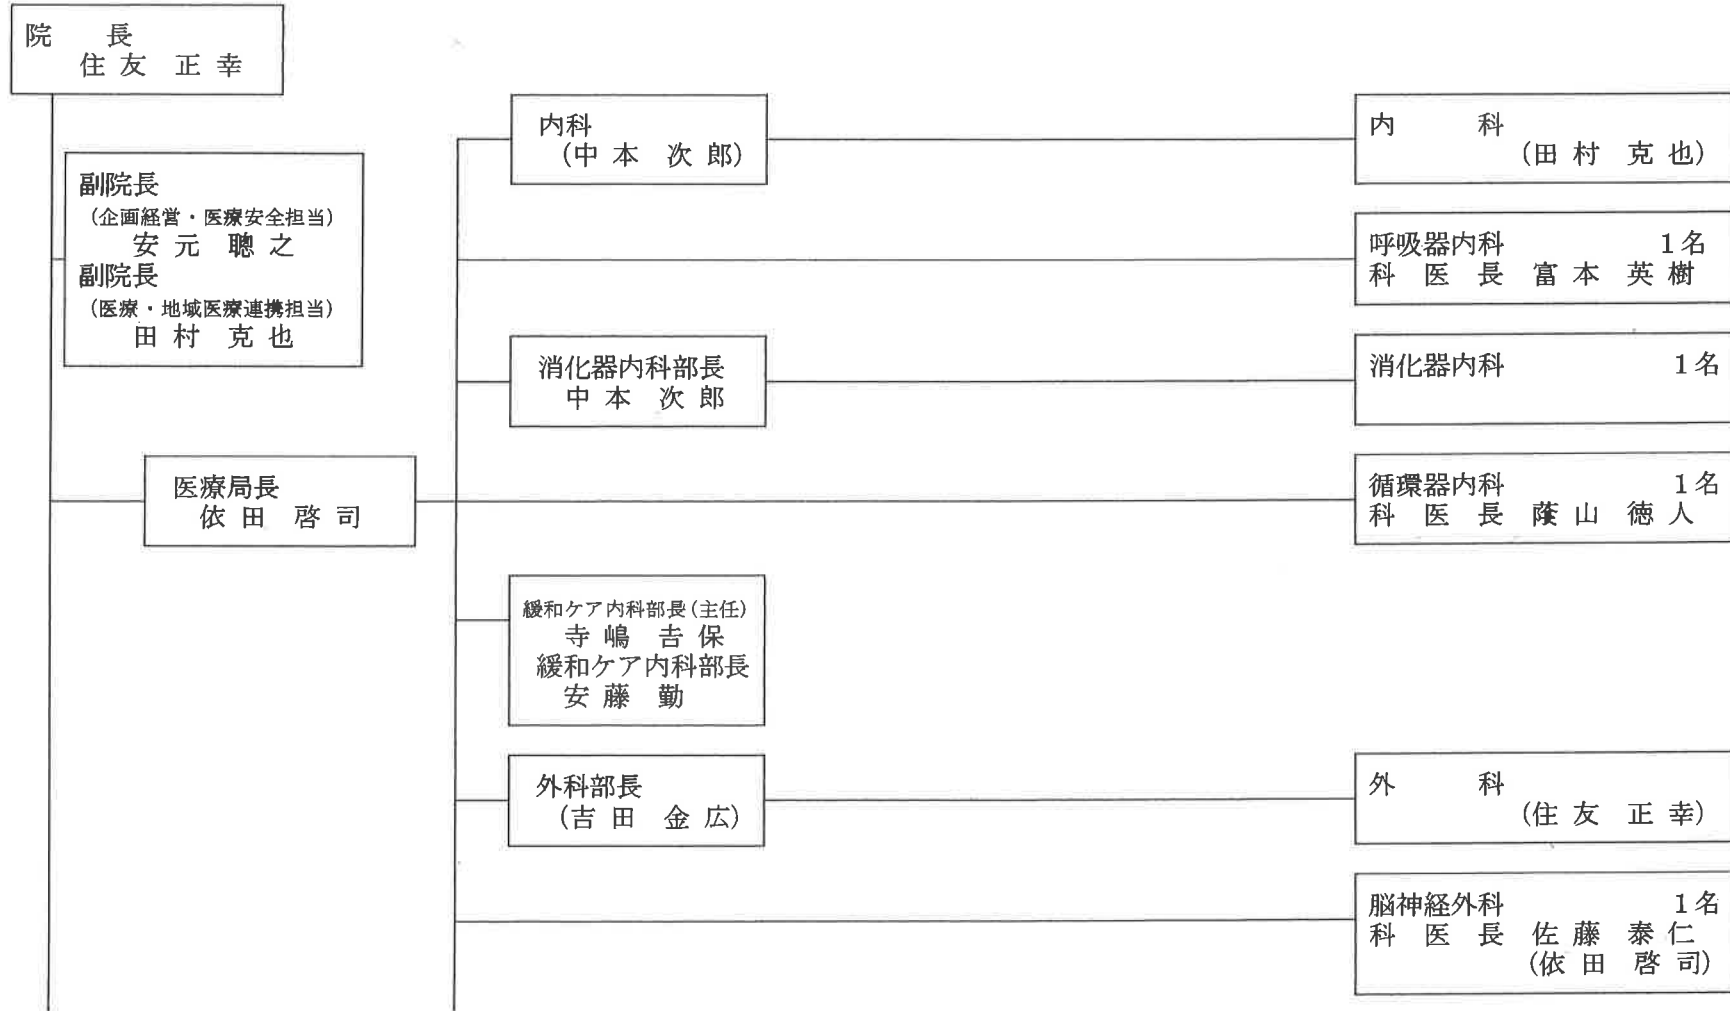 院　　長
住 友　正 幸
副院長
（企画経営・医療安全担当）
安 元　聰 之
副院長
（医療・地域医療連携担当）
田 村　克 也
医療局長
依 田　啓 司
内科
（中 本　次 郎）
消化器内科部長
中 本　次 郎
緩和ケア内科部長（主任）
寺 嶋　吉 保
緩和ケア内科部長
安 藤　勤
外科部長
（吉 田　金 広）
内　　　科
（田 村　克 也）
呼吸器内科　1名
科　医　長　富 本　英 樹
消化器内科　1名
循環器内科　1名
科　医　長　蔭 山　徳 人
外　　　科
（住 友　正 幸）
脳神経外科　1名
科　医　長　佐 藤　泰 仁
（依 田　啓 司）